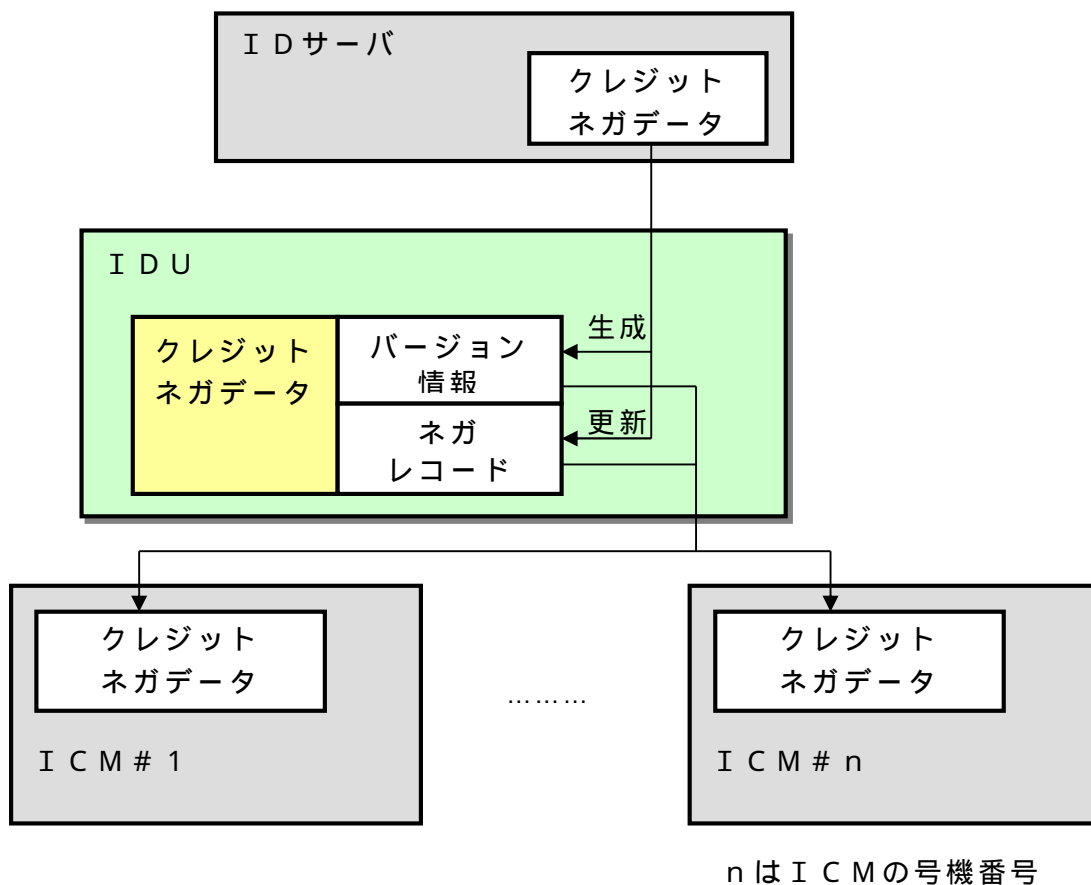 ＩＤサーバ
クレジット
ネガデータ
ＩＤＵ
生成
クレジット
ネガデータ
バージョン
情報
更新
ネガ
レコード
クレジット
ネガデータ
クレジット
ネガデータ
………
ＩＣＭ＃１
ＩＣＭ＃ｎ
ｎはＩＣＭの号機番号